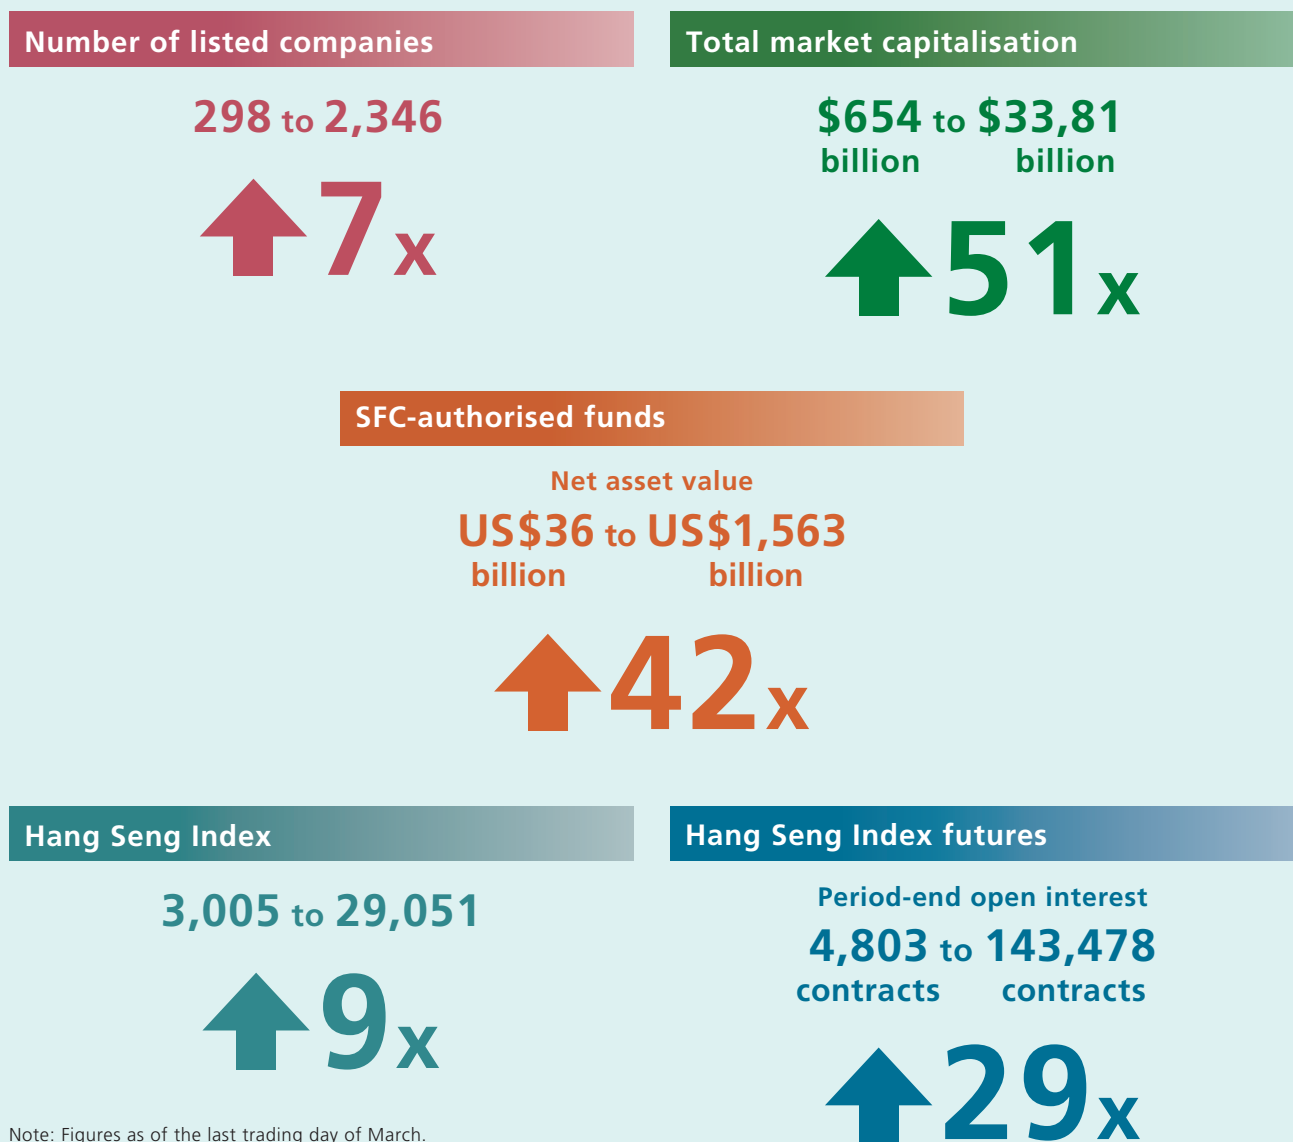 Number of listed companies
298 to 2,346
7x
Total market capitalisation
$654 to $33,81
billion billion
51x
SFC-authorised funds
Net asset value
US$36 to US$1,563
billion billion
42x
Hang Seng Index
3,005 to 29,051
9x
Hang Seng Index futures
Period-end open interest
4,803 to 143,478
contracts contracts
29x
Note: Figures as of the last trading day of March.